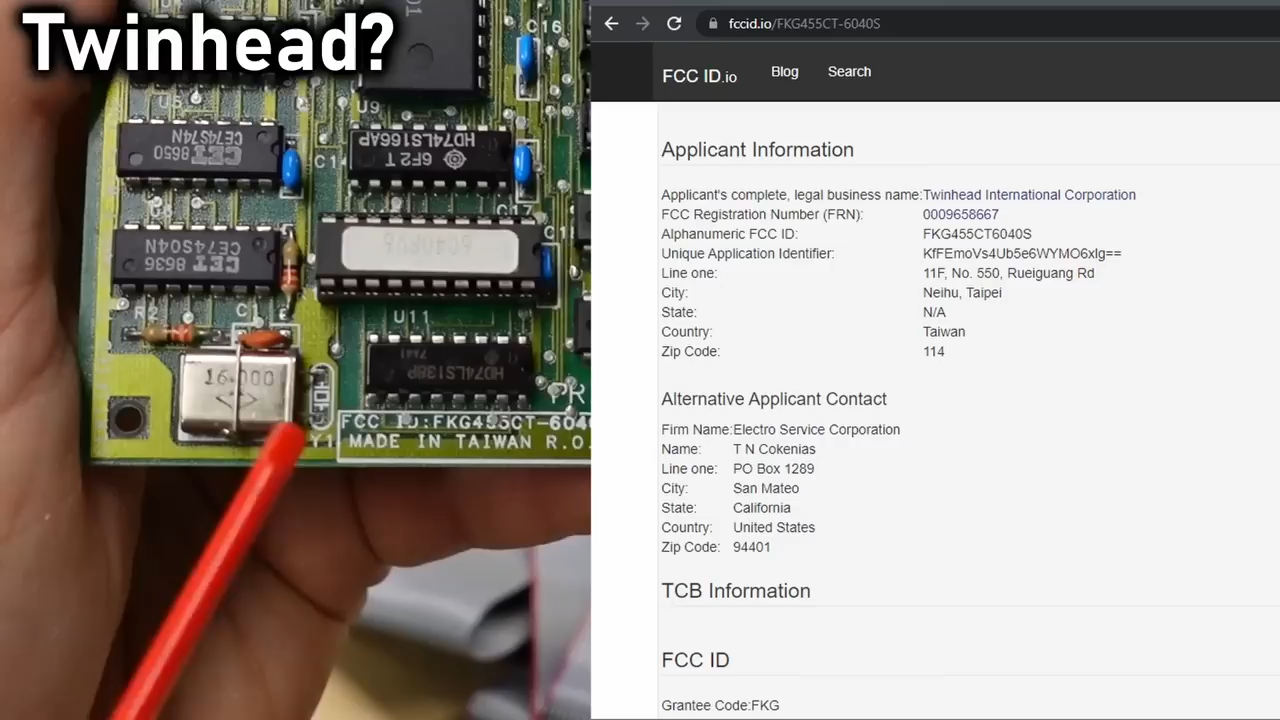 Twinhead?
C16
U5
U9
CET
8650 CE74S74N
C14
HD74LS166AP
6F2 T
C17
CET
8636 CE74S04N
R2
U11
16.000
HD74LS138P
FCC ID:FKG455CT-604
Y1
MADE IN TAIWAN R.O.
fccid.io/FKG455CT-6040S
FCC ID.io
Blog
Search
Applicant Information
Applicant's complete, legal business name:Twinhead International Corporation
FCC Registration Number (FRN): 0009658667
Alphanumeric FCC ID: FKG455CT6040S
Unique Application Identifier: KfFEmoVs4Ub5e6WYMO6xIg==
Line one: 11F, No. 550, Rueiguang Rd
City: Neihu, Taipei
State: N/A
Country: Taiwan
Zip Code: 114
Alternative Applicant Contact
Firm Name:Electro Service Corporation
Name: T N Cokenias
Line one: PO Box 1289
City: San Mateo
State: California
Country: United States
Zip Code: 94401
TCB Information
FCC ID
Grantee Code:FKG